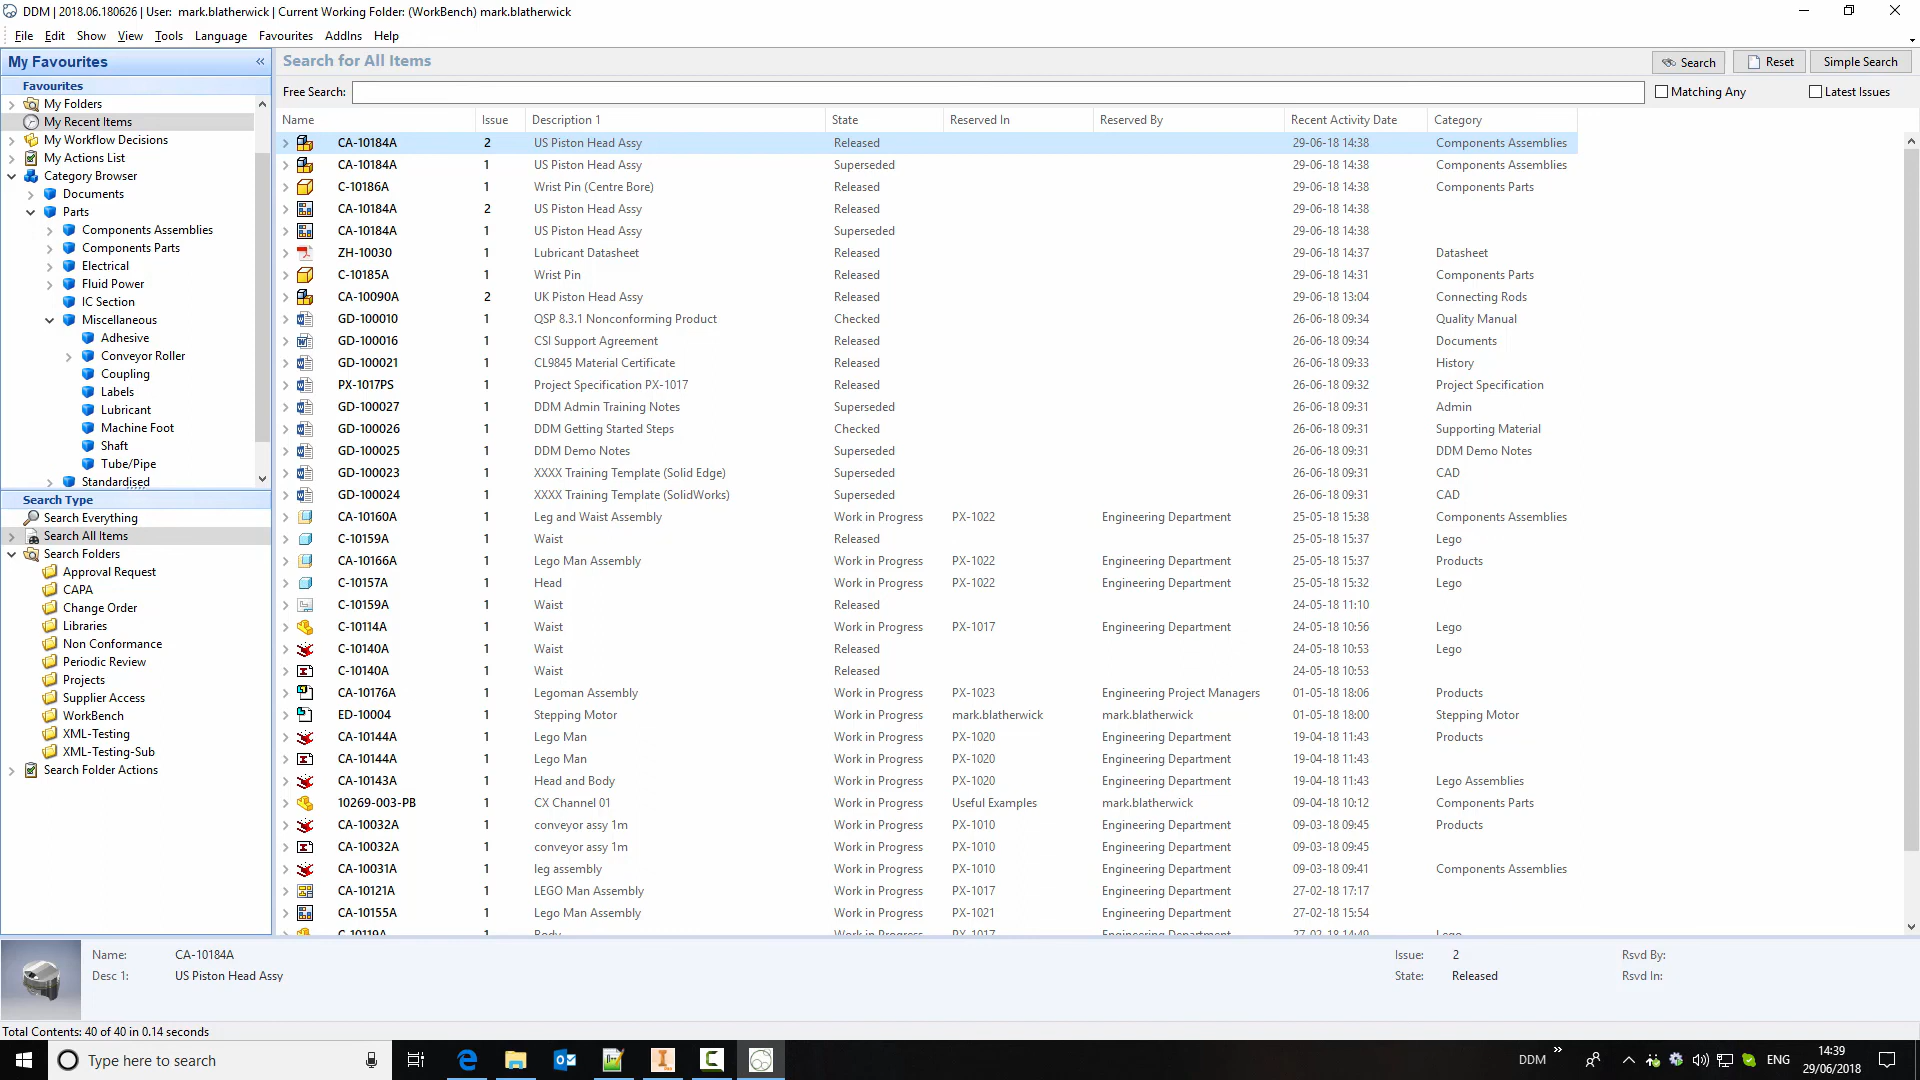 DDM | 2018.06.180626 | User:  mark.blatherwick | Current Working Folder: (WorkBench) mark.blatherwick
File Edit Show View Tools Language Favourites AddIns Help
My Favourites «
Favourites
My Folders
My Recent Items
My Workflow Decisions
My Actions List
Category Browser
Documents
Parts
Components Assemblies
Components Parts
Electrical
Fluid Power
IC Section
Miscellaneous
Adhesive
Conveyor Roller
Coupling
Labels
Lubricant
Machine Foot
Shaft
Tube/Pipe
Standardised
Search Type
Search Everything
Search All Items
Search Folders
Approval Request
CAPA
Change Order
Libraries
Non Conformance
Periodic Review
Projects
Supplier Access
WorkBench
XML-Testing
XML-Testing-Sub
Search Folder Actions
Search for All Items Search Reset Simple Search
Free Search: Matching Any Latest Issues
Name Issue Description 1 State Reserved In Reserved By Recent Activity Date Category
CA-10184A 2 US Piston Head Assy Released 29-06-18 14:38 Components Assemblies
CA-10184A 1 US Piston Head Assy Superseded 29-06-18 14:38 Components Assemblies
C-10186A 1 Wrist Pin (Centre Bore) Released 29-06-18 14:38 Components Parts
CA-10184A 2 US Piston Head Assy Released 29-06-18 14:38
CA-10184A 1 US Piston Head Assy Superseded 29-06-18 14:38
ZH-10030 1 Lubricant Datasheet Released 29-06-18 14:37 Datasheet
C-10185A 1 Wrist Pin Released 29-06-18 14:31 Components Parts
CA-10090A 2 UK Piston Head Assy Released 29-06-18 13:04 Connecting Rods
GD-100010 1 QSP 8.3.1 Nonconforming Product Checked 26-06-18 09:34 Quality Manual
GD-100016 1 CSI Support Agreement Released 26-06-18 09:34 Documents
GD-100021 1 CL9845 Material Certificate Released 26-06-18 09:33 History
PX-1017PS 1 Project Specification PX-1017 Released 26-06-18 09:32 Project Specification
GD-100027 1 DDM Admin Training Notes Superseded 26-06-18 09:31 Admin
GD-100026 1 DDM Getting Started Steps Checked 26-06-18 09:31 Supporting Material
GD-100025 1 DDM Demo Notes Superseded 26-06-18 09:31 DDM Demo Notes
GD-100023 1 XXXX Training Template (Solid Edge) Superseded 26-06-18 09:31 CAD
GD-100024 1 XXXX Training Template (SolidWorks) Superseded 26-06-18 09:31 CAD
CA-10160A 1 Leg and Waist Assembly Work in Progress PX-1022 Engineering Department 25-05-18 15:38 Components Assemblies
C-10159A 1 Waist Released 25-05-18 15:37 Lego
CA-10166A 1 Lego Man Assembly Work in Progress PX-1022 Engineering Department 25-05-18 15:37 Products
C-10157A 1 Head Work in Progress PX-1022 Engineering Department 25-05-18 15:32 Lego
C-10159A 1 Waist Released 24-05-18 11:10
C-10114A 1 Waist Work in Progress PX-1017 Engineering Department 24-05-18 10:56 Lego
C-10140A 1 Waist Released 24-05-18 10:53 Lego
C-10140A 1 Waist Released 24-05-18 10:53
CA-10176A 1 Legoman Assembly Work in Progress PX-1023 Engineering Project Managers 01-05-18 18:06 Products
ED-10004 1 Stepping Motor Work in Progress mark.blatherwick mark.blatherwick 01-05-18 18:00 Stepping Motor
CA-10144A 1 Lego Man Work in Progress PX-1020 Engineering Department 19-04-18 11:43 Products
CA-10144A 1 Lego Man Work in Progress PX-1020 Engineering Department 19-04-18 11:43
CA-10143A 1 Head and Body Work in Progress PX-1020 Engineering Department 19-04-18 11:43 Lego Assemblies
10269-003-PB 1 CX Channel 01 Work in Progress Useful Examples mark.blatherwick 09-04-18 10:12 Components Parts
CA-10032A 1 conveyor assy 1m Work in Progress PX-1010 Engineering Department 09-03-18 09:45 Products
CA-10032A 1 conveyor assy 1m Work in Progress PX-1010 Engineering Department 09-03-18 09:45
CA-10031A 1 leg assembly Work in Progress PX-1010 Engineering Department 09-03-18 09:41 Components Assemblies
CA-10121A 1 LEGO Man Assembly Work in Progress PX-1017 Engineering Department 27-02-18 17:17
CA-10155A 1 Lego Man Assembly Work in Progress PX-1021 Engineering Department 27-02-18 15:54
C-10119A 1 Body Work in Progress PX-1017 Engineering Department 27-02-18 14:49 Lego
Name: CA-10184A Issue: 2 Rsvd By:
Desc 1: US Piston Head Assy State: Released Rsvd In:
Total Contents: 40 of 40 in 0.14 seconds
Type here to search DDM » ENG 14:39
29/06/2018